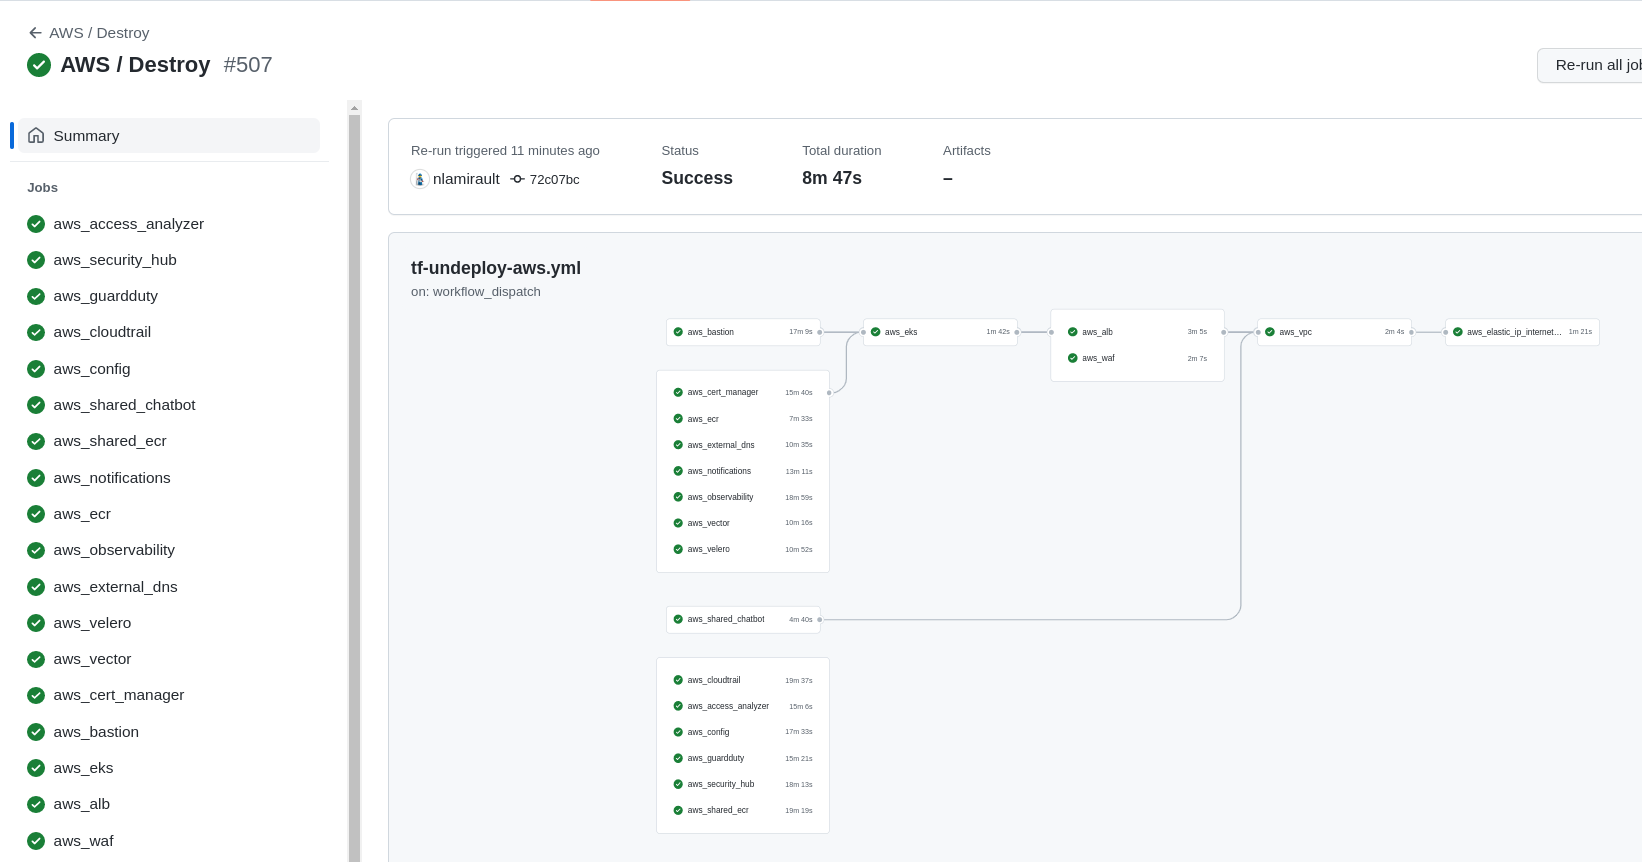 AWS / Destroy
AWS / Destroy #507
Re-run all job
Summary
Jobs
aws_access_analyzer
aws_security_hub
aws_guardduty
aws_cloudtrail
aws_config
aws_shared_chatbot
aws_shared_ecr
aws_notifications
aws_ecr
aws_observability
aws_external_dns
aws_velero
aws_vector
aws_cert_manager
aws_bastion
aws_eks
aws_alb
aws_waf
Re-run triggered 11 minutes ago
nlamirault 72c07bc
Status
Success
Total duration
8m 47s
Artifacts
–
tf-undeploy-aws.yml
on: workflow_dispatch
aws_bastion 17m 9s
aws_cert_manager 15m 40s
aws_ecr 7m 33s
aws_external_dns 10m 35s
aws_notifications 13m 11s
aws_observability 18m 59s
aws_vector 10m 16s
aws_velero 10m 52s
aws_shared_chatbot 4m 40s
aws_cloudtrail 19m 37s
aws_access_analyzer 15m 6s
aws_config 17m 33s
aws_guardduty 15m 21s
aws_security_hub 18m 13s
aws_shared_ecr 19m 19s
aws_eks 1m 42s
aws_alb 3m 5s
aws_waf 2m 7s
aws_vpc 2m 4s
aws_elastic_ip_internet... 1m 21s